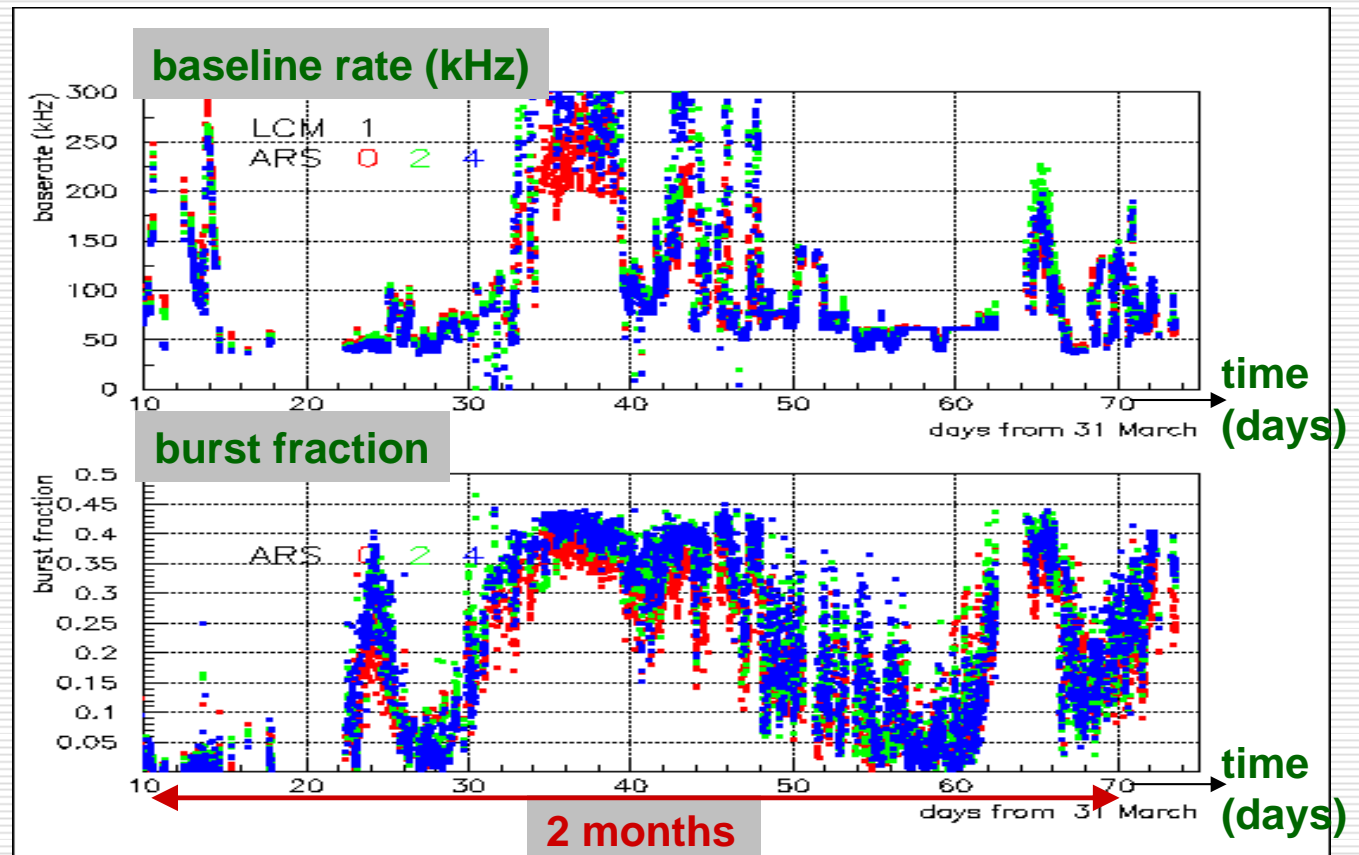 baseline rate (kHz)
baserate (kHz)
300
250
200
150
100
50
0
LCM 1
ARS 0 2 4
10 20 30 40 50 60 70
days from 31 March
time
(days)
burst fraction
burst fraction
0.5
0.45
0.4
0.35
0.3
0.25
0.2
0.15
0.1
0.05
ARS 0 2 4
10 20 30 40 50 60 70
days from 31 March
time
(days)
2 months